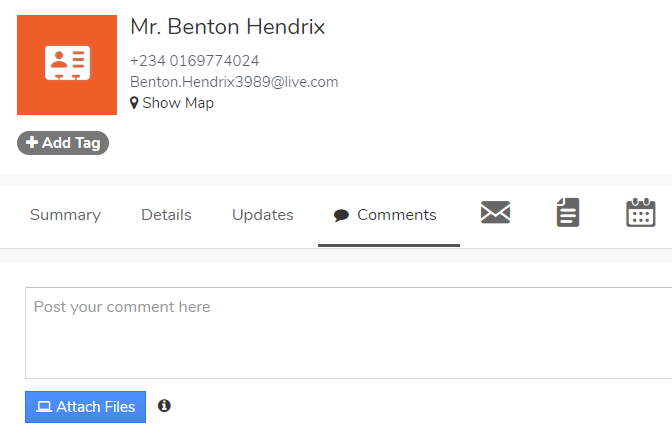 Mr. Benton Hendrix
+234 0169774024
Benton.Hendrix3989@live.com
Show Map
+ Add Tag
Summary Details Updates Comments
Post your comment here
Attach Files